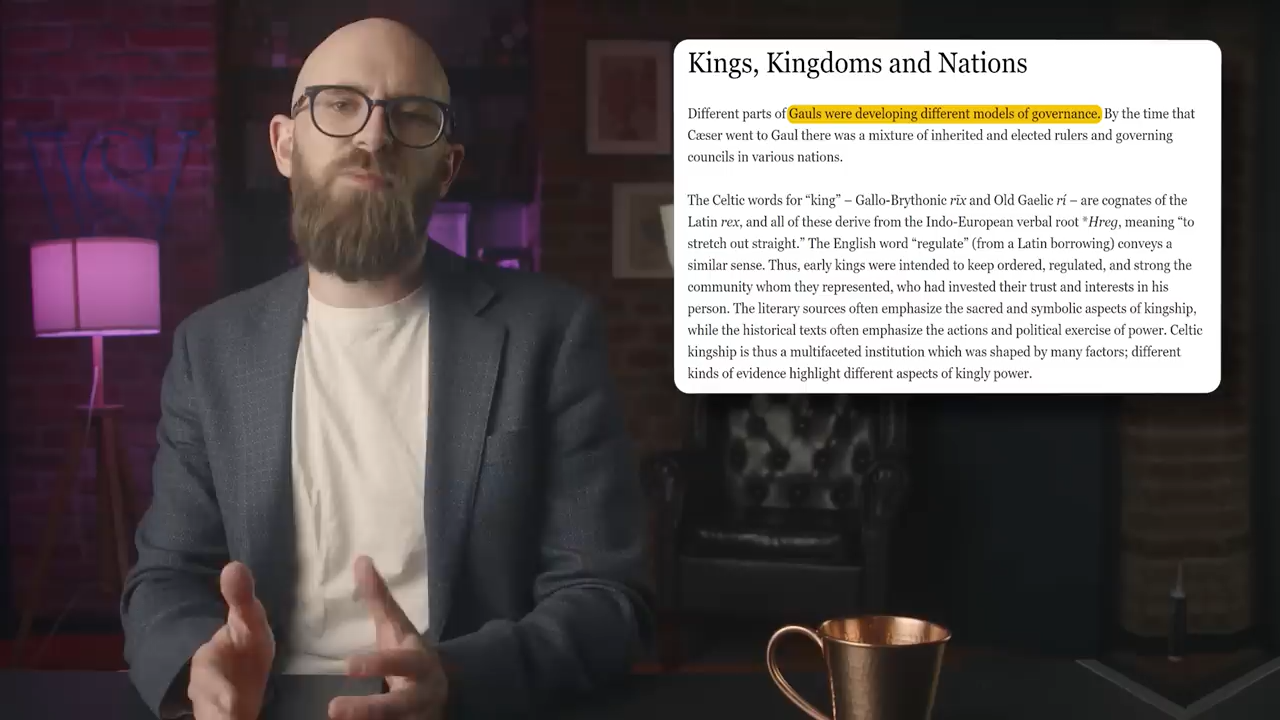 Kings, Kingdoms and Nations
Different parts of Gauls were developing different models of governance. By the time that
Cæser went to Gaul there was a mixture of inherited and elected rulers and governing
councils in various nations.
The Celtic words for “king” – Gallo-Brythonic rīx and Old Gaelic rí – are cognates of the
Latin rex, and all of these derive from the Indo-European verbal root *Hreg, meaning “to
stretch out straight.” The English word “regulate” (from a Latin borrowing) conveys a
similar sense. Thus, early kings were intended to keep ordered, regulated, and strong the
community whom they represented, who had invested their trust and interests in his
person. The literary sources often emphasize the sacred and symbolic aspects of kingship,
while the historical texts often emphasize the actions and political exercise of power. Celtic
kingship is thus a multifaceted institution which was shaped by many factors; different
kinds of evidence highlight different aspects of kingly power.